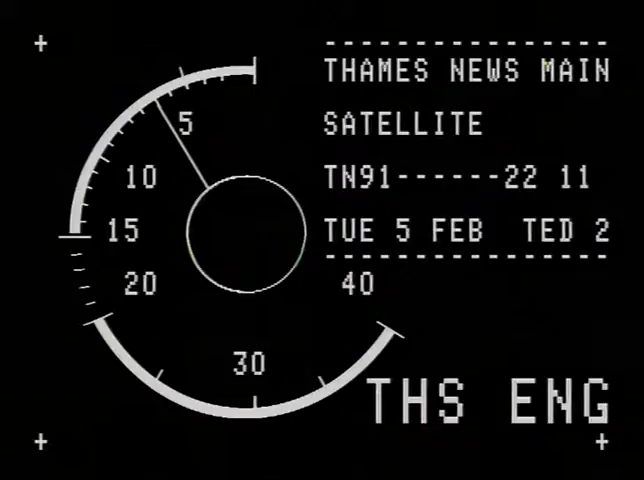 THAMES NEWS MAIN
SATELLITE
TN91------22 11
TUE 5 FEB TED 2
5
10
15
20
30
40
THS ENG